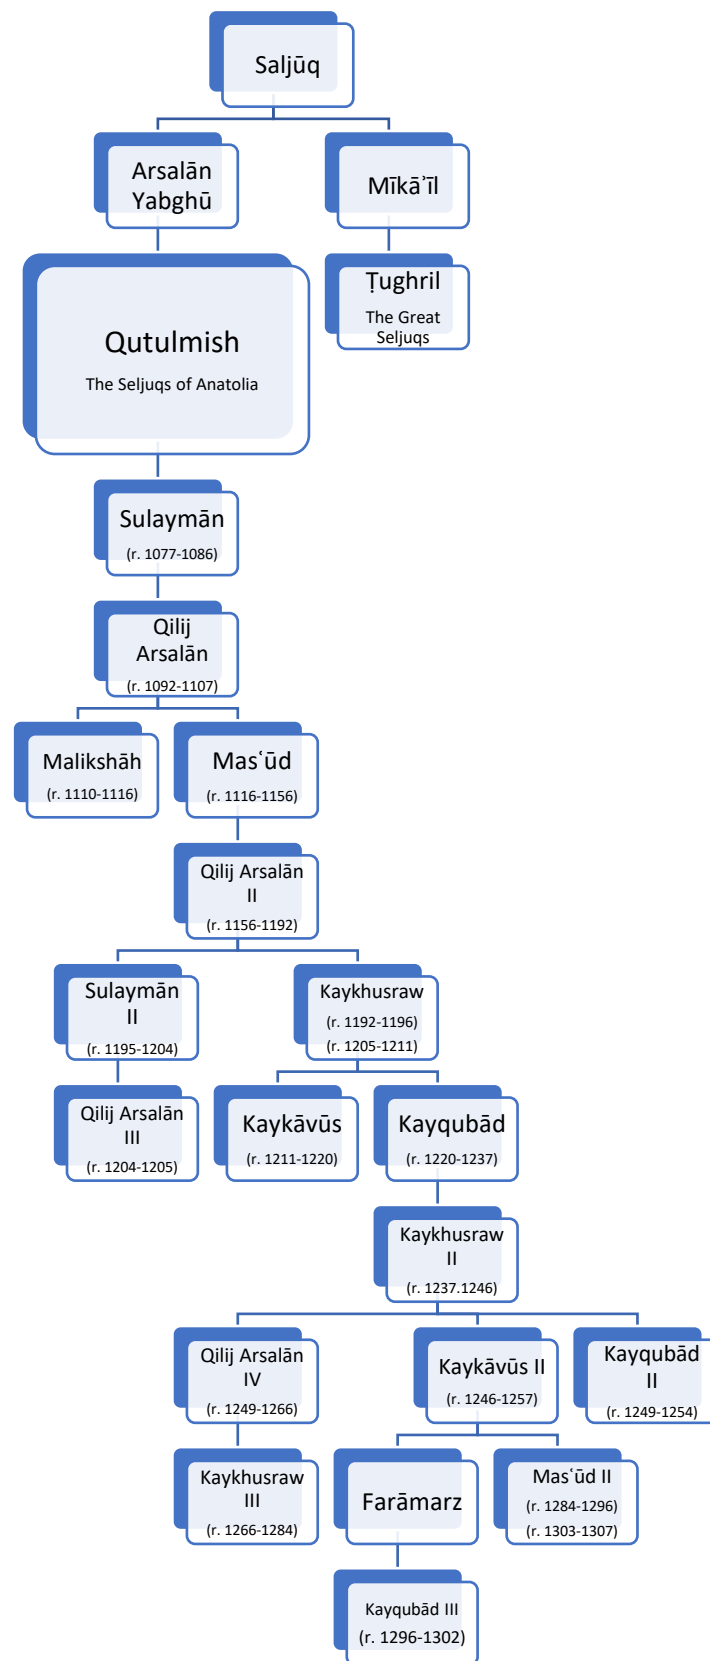 Saljūq
Arsalān
Yabghū
Mīkāʾīl
Qutulmish
The Seljuqs of Anatolia
Ṭughril
The Great
Seljuqs
Sulaymān
(r. 1077-1086)
Qilij
Arsalān
(r. 1092-1107)
Malikshāh
(r. 1110-1116)
Masʿūd
(r. 1116-1156)
Qilij Arsalān
II
(r. 1156-1192)
Sulaymān
II
(r. 1195-1204)
Kaykhusraw
(r. 1192-1196)
(r. 1205-1211)
Qilij Arsalān
III
(r. 1204-1205)
Kaykāvūs
(r. 1211-1220)
Kayqubād
(r. 1220-1237)
Kaykhusraw
II
(r. 1237.1246)
Qilij Arsalān
IV
(r. 1249-1266)
Kaykāvūs II
(r. 1246-1257)
Kayqubād
II
(r. 1249-1254)
Kaykhusraw
III
(r. 1266-1284)
Farāmarz
Masʿūd II
(r. 1284-1296)
(r. 1303-1307)
Kayqubād III
(r. 1296-1302)